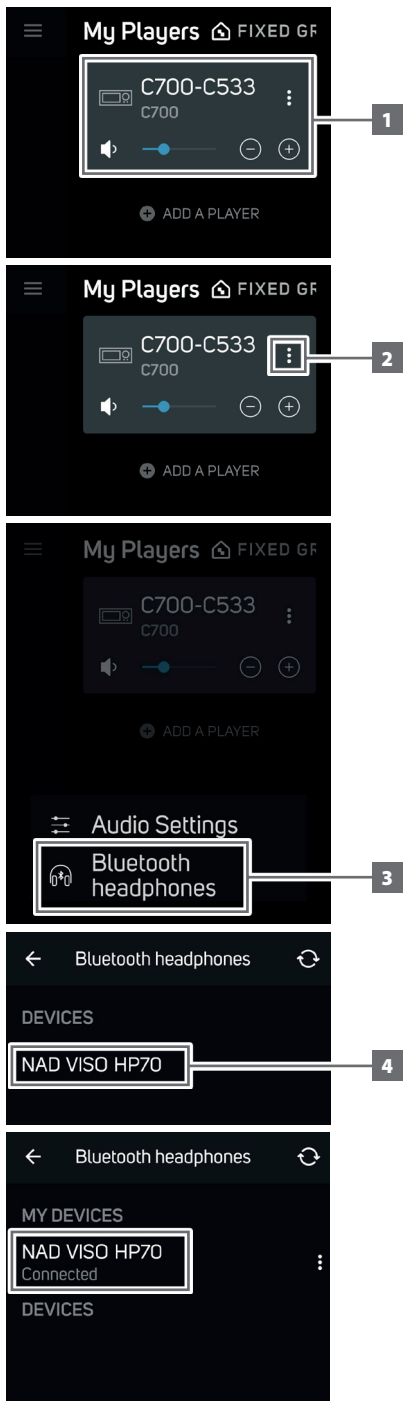 My Players FIXED GR
C700-C533
C700
1
ADD A PLAYER
My Players FIXED GR
C700-C533
2
C700
ADD A PLAYER
My Players FIXED GR
C700-C533
C700
ADD A PLAYER
Audio Settings
Bluetooth
headphones
3
Bluetooth headphones
DEVICES
NAD VISO HP70
4
Bluetooth headphones
MY DEVICES
NAD VISO HP70
Connected
DEVICES